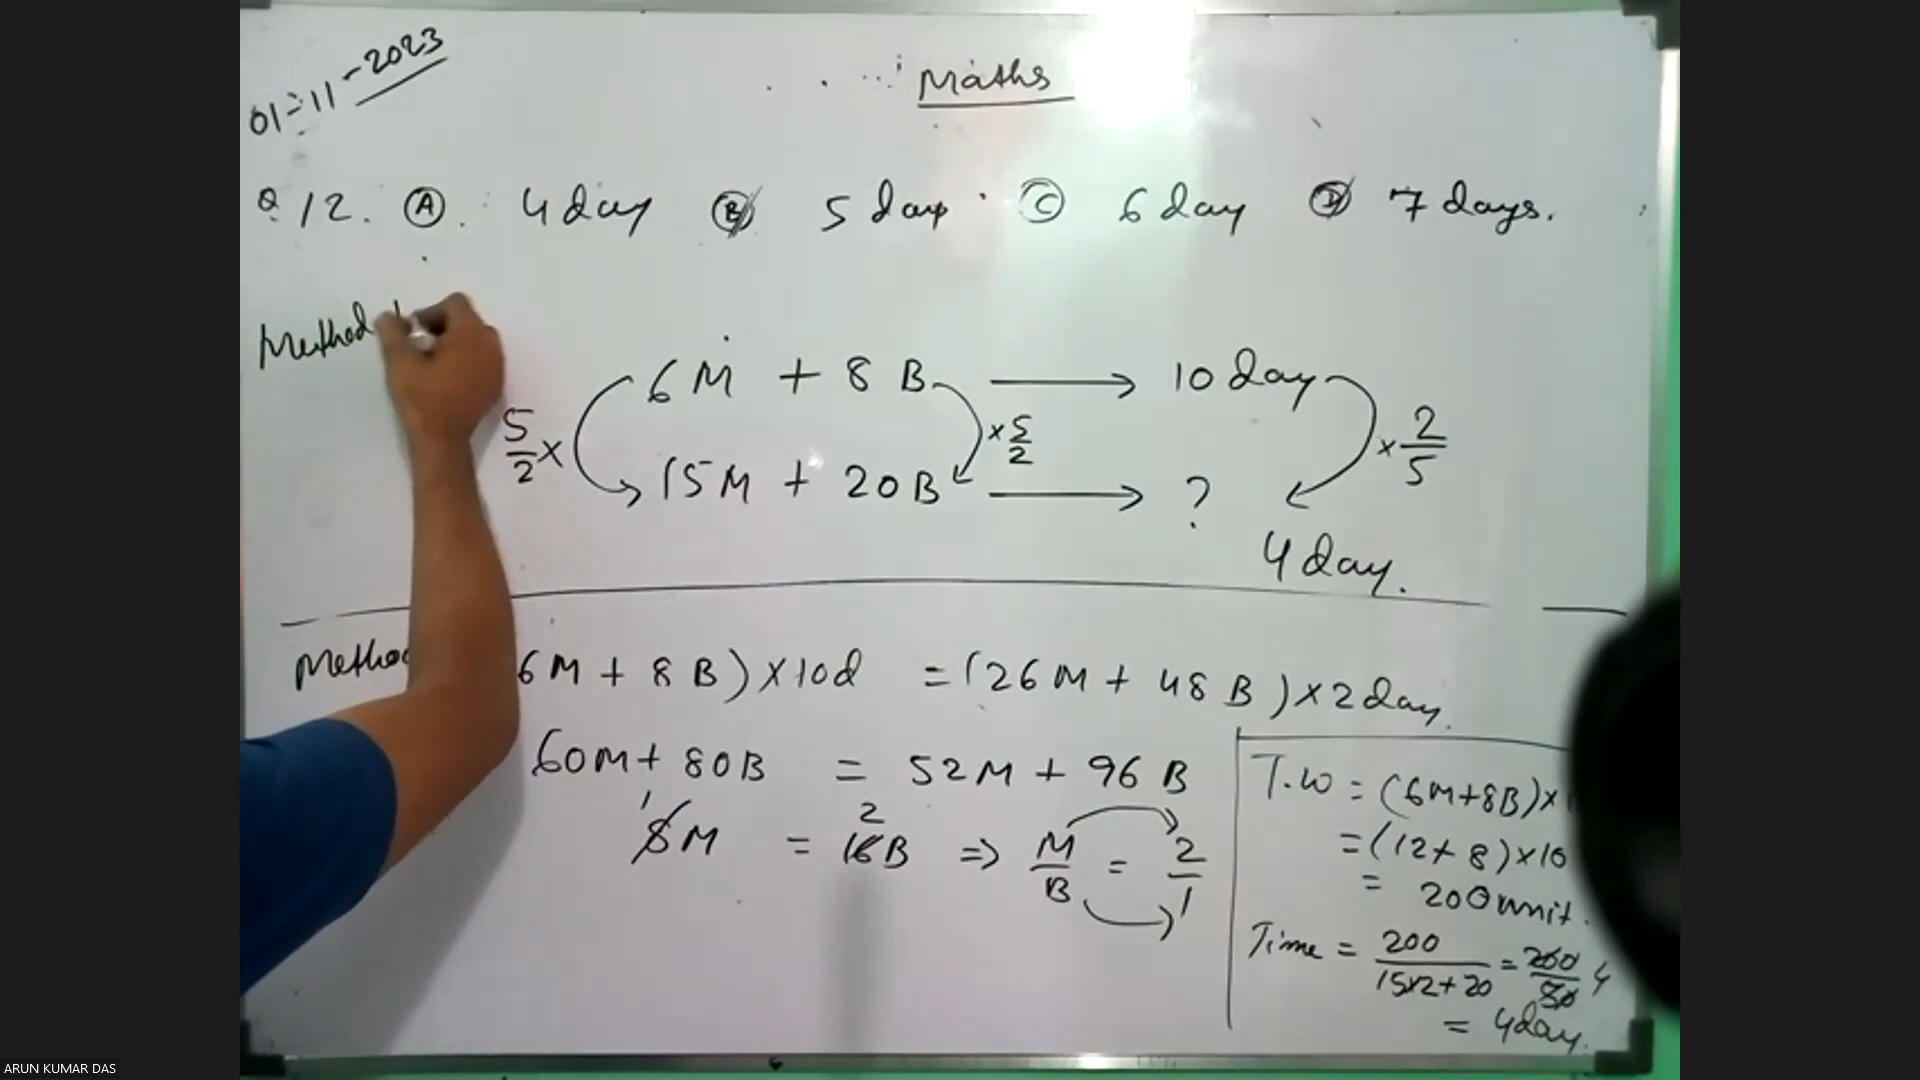 01-11-2023
Maths
Q 12. (A). 4 day (B) 5 day (C) 6 day (D) 7 days.
Method
6M + 8B → 10 day
5/2 × × 5/2 × 2/5
15M + 20B → ?
4 day.
6M + 8B) × 10d = (26M + 48B) × 2 day.
60M + 80B = 52M + 96B
1 2
8M = 16B ⇒ M/B = 2/1
T.W = (6M+8B)×
= (12+8)×10
= 200 unit.
Time = 200/15×2+20 = 200/50 4
= 4 day.
ARUN KUMAR DAS